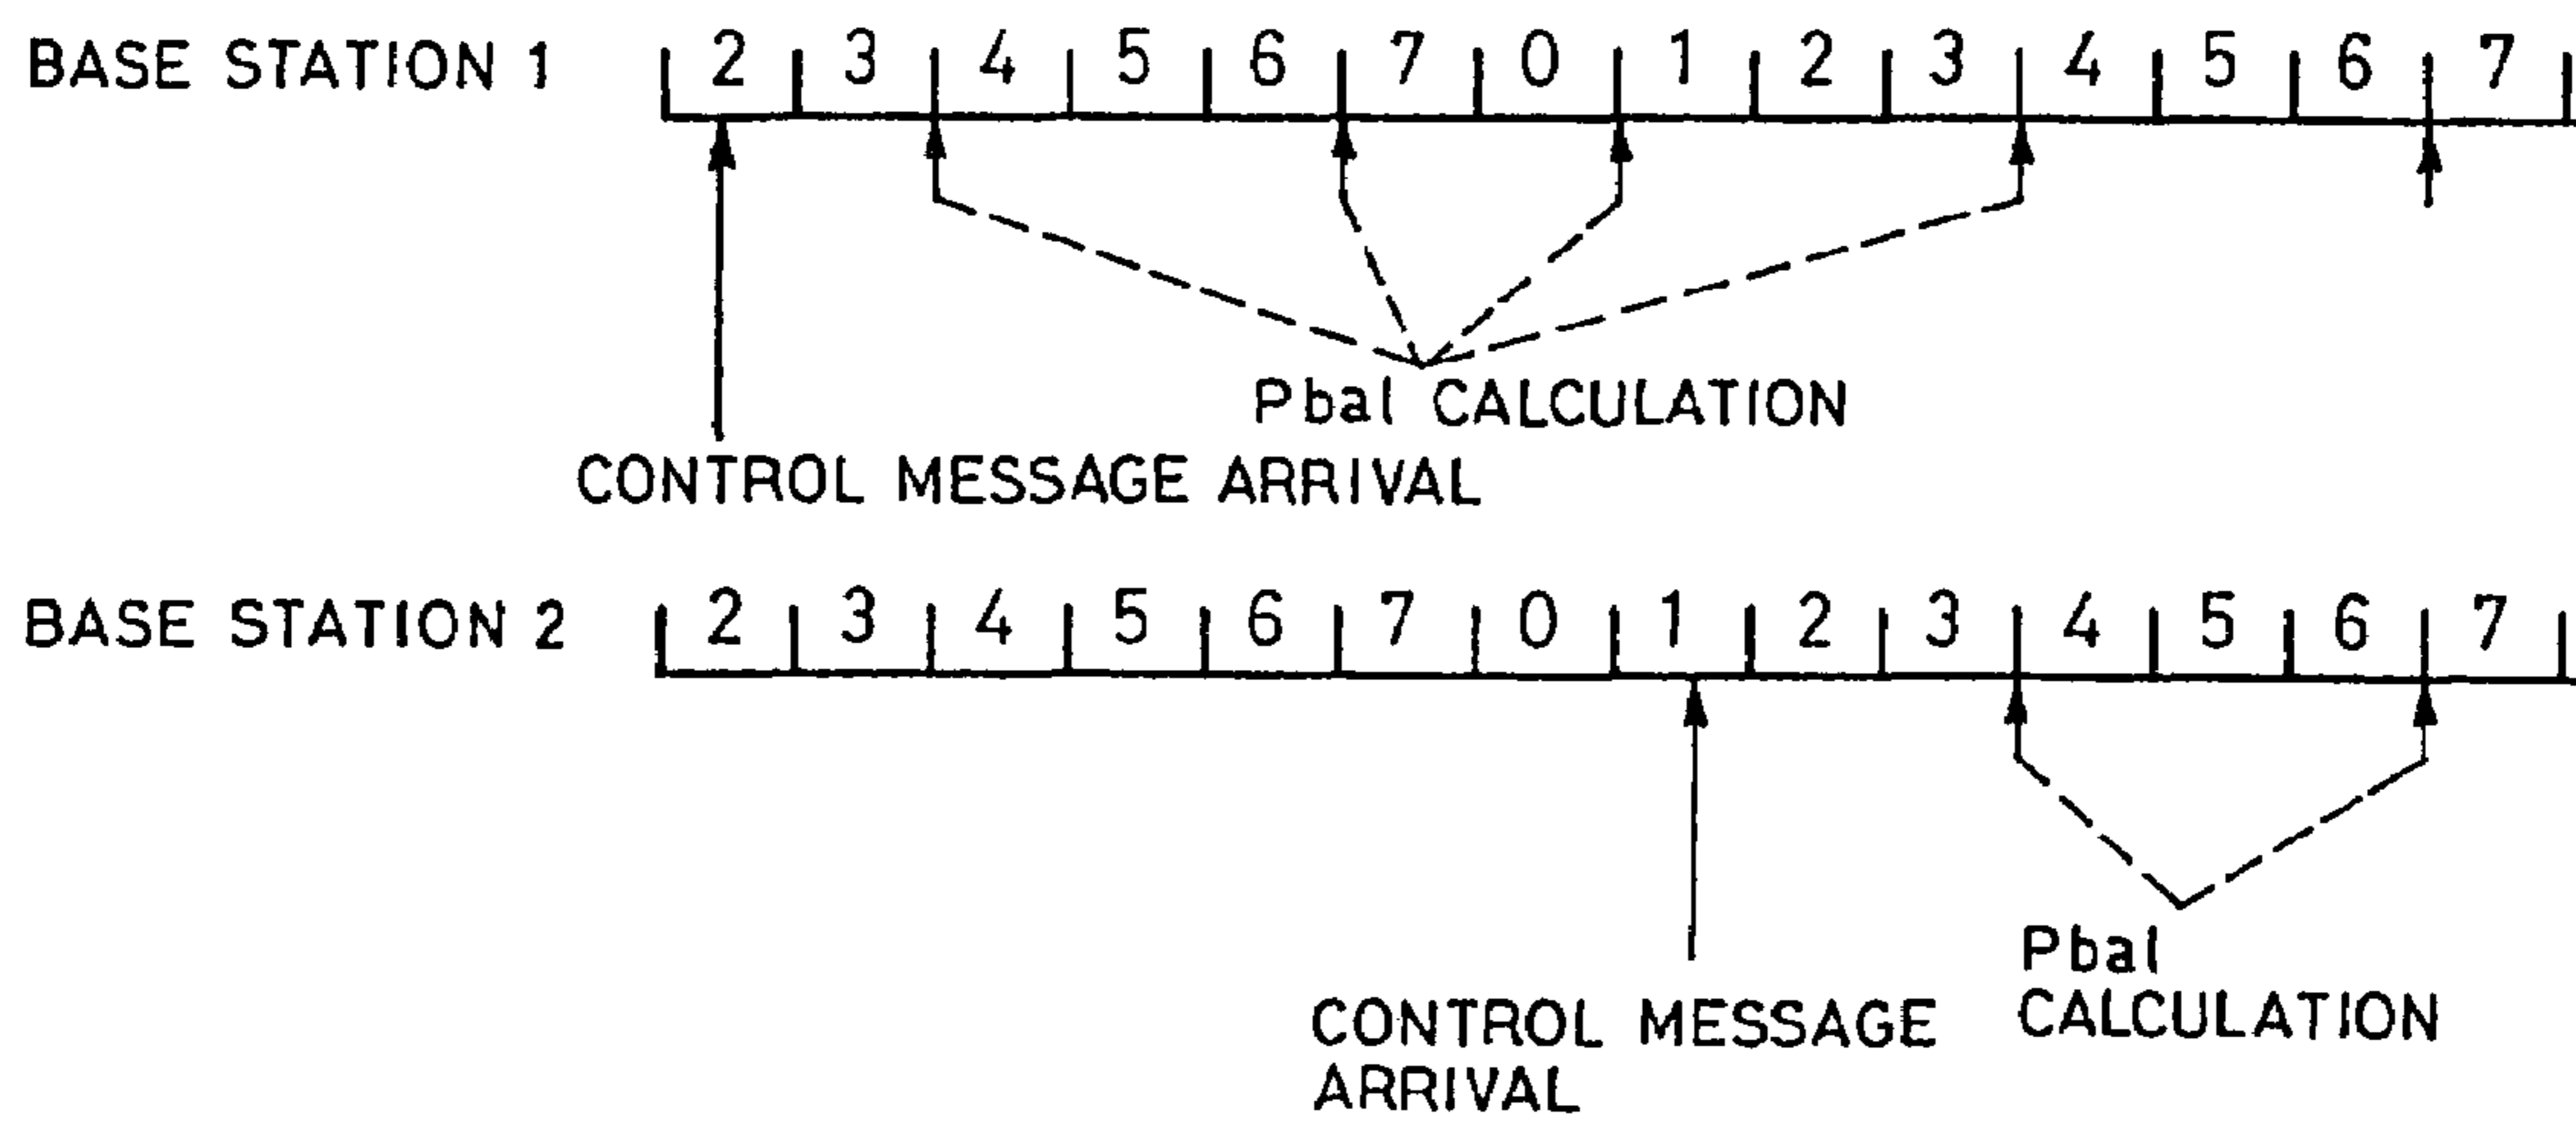 BASE STATION 1 2 3 4 5 6 7 0 1 2 3 4 5 6 7
Pbal CALCULATION
CONTROL MESSAGE ARRIVAL
BASE STATION 2 2 3 4 5 6 7 0 1 2 3 4 5 6 7
Pbal
CALCULATION
CONTROL MESSAGE
ARRIVAL